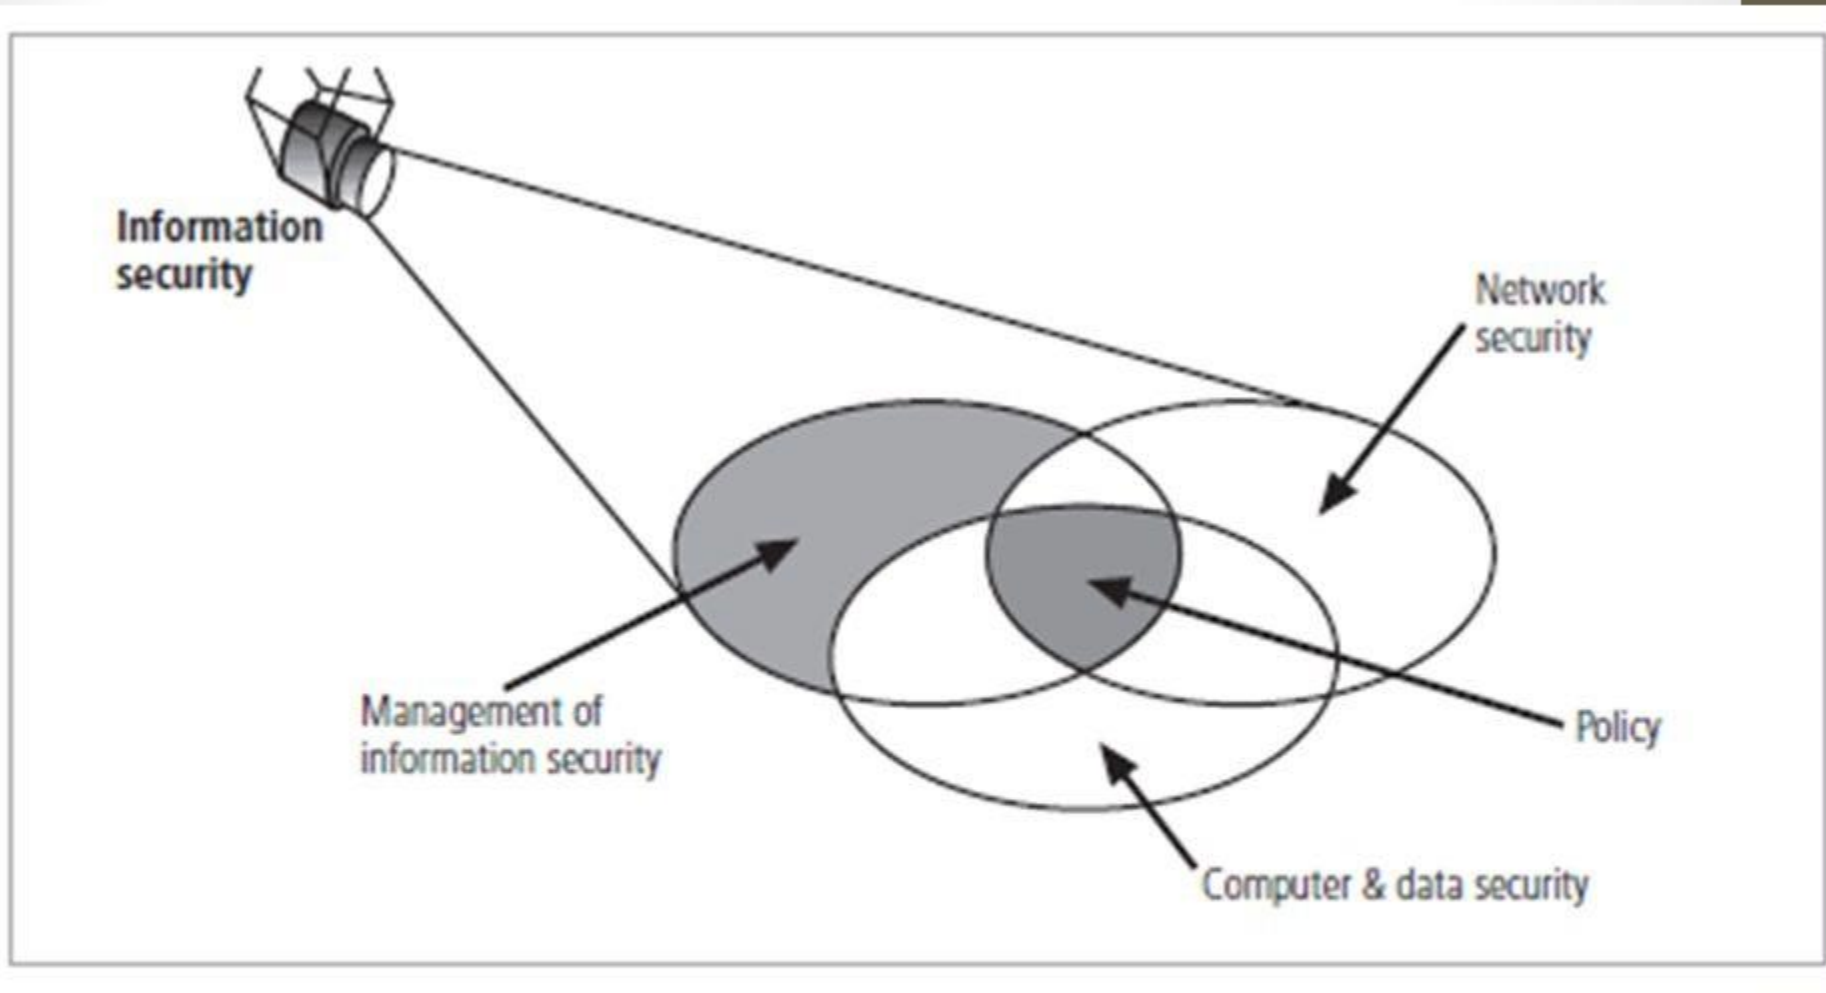 Information
security
Network
security
Management of
information security
Policy
Computer & data security